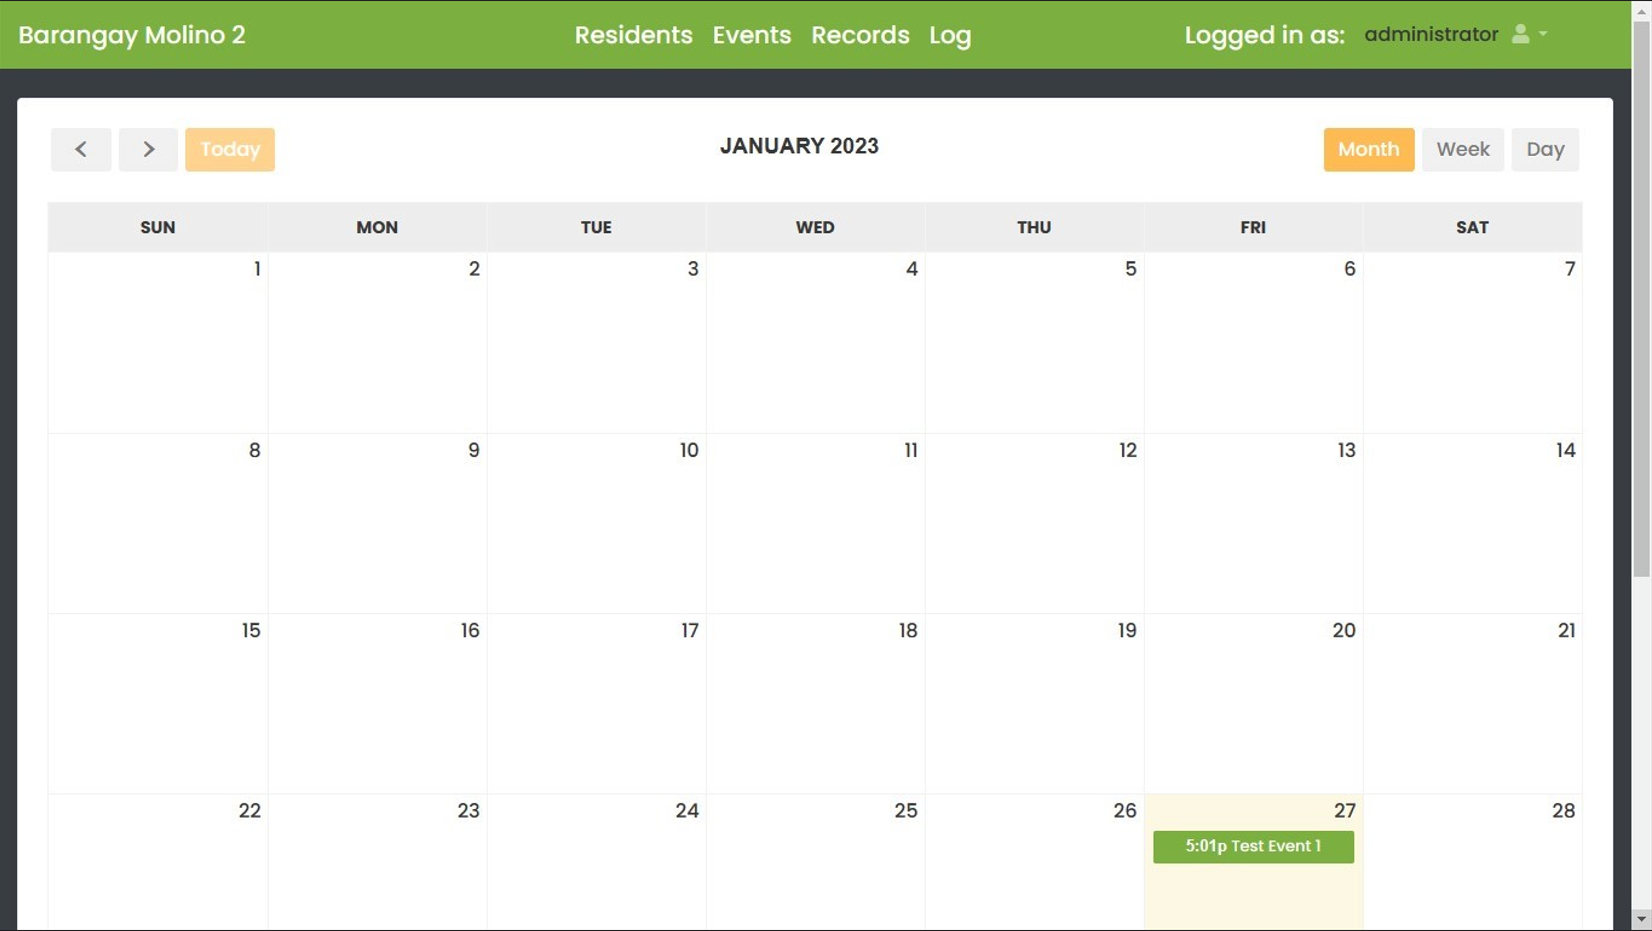 Barangay Molino 2 Residents Events Records Log Logged in as: administrator
< > Today JANUARY 2023 Month Week Day
SUN MON TUE WED THU FRI SAT
1 2 3 4 5 6 7
8 9 10 11 12 13 14
15 16 17 18 19 20 21
22 23 24 25 26 27 28
5:01p Test Event 1